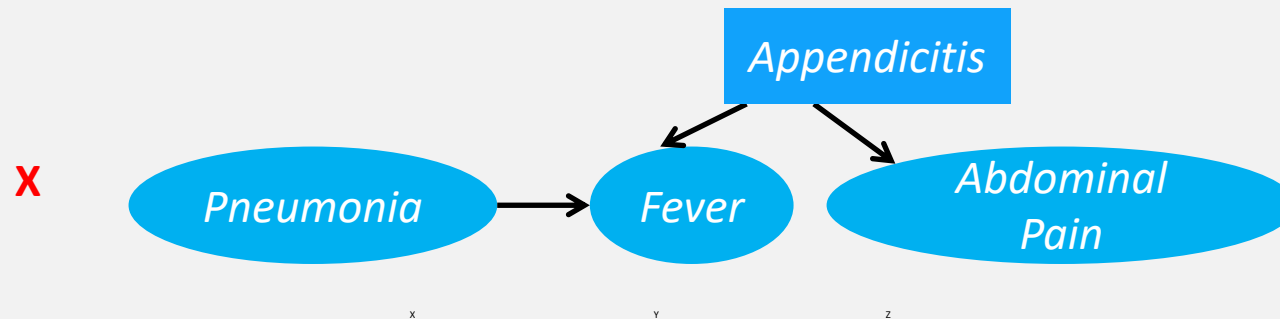 Appendicitis
X
Pneumonia
Fever
Abdominal
Pain
X
Y
Z